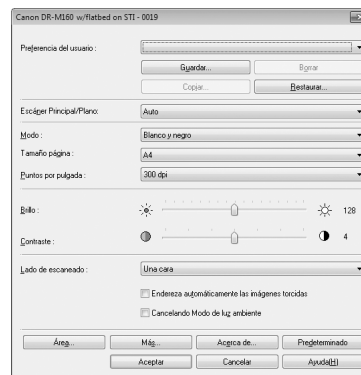 Canon DR-M160 w/flatbed on STI - 0019
Preferencia del usuario :
Guardar... Borrar
Copiar... Restaurar...
Escáner Principal/Plano: Auto
Modo : Blanco y negro
Tamaño página : A4
Puntos por pulgada : 300 dpi
Brillo : 128
Contraste : 4
Lado de escaneado : Una cara
Endereza automáticamente las imágenes torcidas
Cancelando Modo de luz ambiente
Área... Más... Acerca de... Predeterminado
Aceptar Cancelar Ayuda(H)